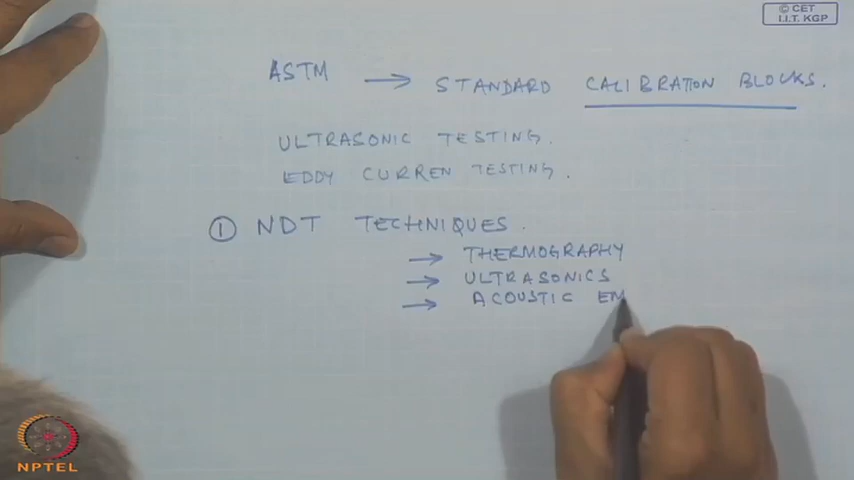 © CET
I.I.T. KGP
ASTM → STANDARD CALIBRATION BLOCKS.
ULTRASONIC TESTING.
EDDY CURREN TESTING.
① NDT TECHNIQUES.
→ THERMOGRAPHY
→ ULTRASONICS
→ ACOUSTIC EM
NPTEL